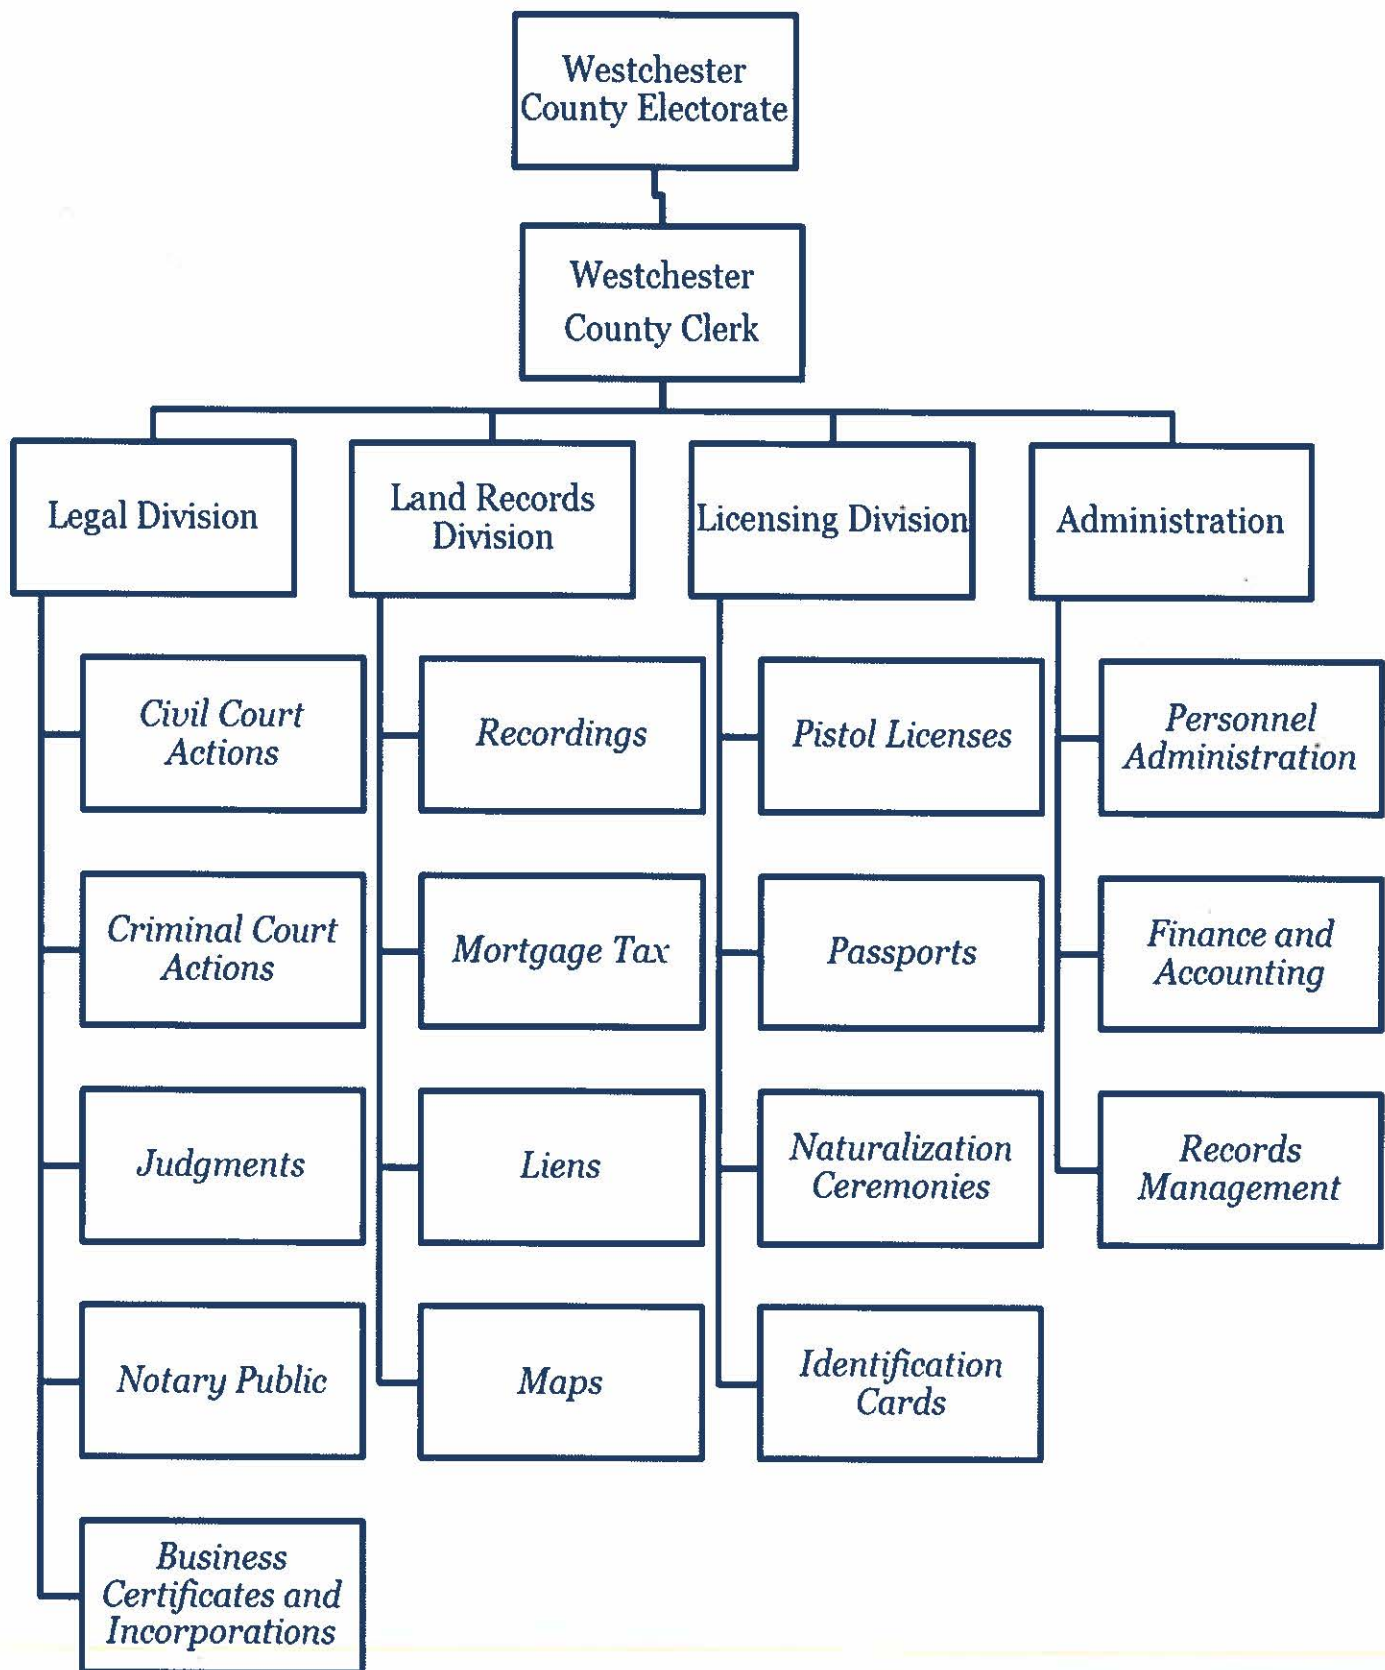 Westchester
County Electorate
Westchester
County Clerk
Legal Division
Land Records
Division
Licensing Division
Administration
Civil Court
Actions
Criminal Court
Actions
Judgments
Notary Public
Business
Certificates and
Incorporations
Recordings
Mortgage Tax
Liens
Maps
Pistol Licenses
Passports
Naturalization
Ceremonies
Identification
Cards
Personnel
Administration
Finance and
Accounting
Records
Management